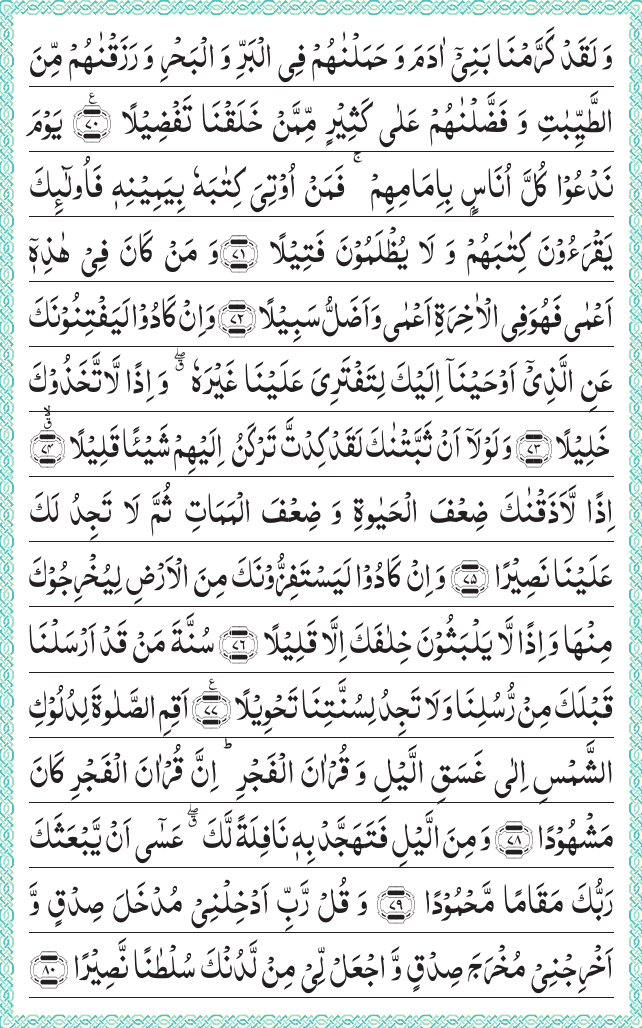 وَ لَقَدْ كَرَّمْنَا بَنِیْۤ اٰدَمَ وَ حَمَلْنٰهُمْ فِی الْبَرِّ وَ الْبَحْرِ وَ رَزَقْنٰهُمْ مِّنَ
الطَّیِّبٰتِ وَ فَضَّلْنٰهُمْ عَلٰی كَثِیْرٍ مِّمَّنْ خَلَقْنَا تَفْضِیْلًا ﴿۷۰﴾ ع یَوْمَ
نَدْعُوْا كُلَّ اُنَاسٍۭ بِاِمَامِهِمْ ۚ فَمَنْ اُوْتِیَ كِتٰبَهٗ بِیَمِیْنِهٖ فَاُولٰٓىِٕكَ
یَقْرَءُوْنَ كِتٰبَهُمْ وَ لَا یُظْلَمُوْنَ فَتِیْلًا ﴿۷۱﴾ وَ مَنْ كَانَ فِیْ هٰذِهٖۤ
اَعْمٰی فَهُوَ فِی الْاٰخِرَةِ اَعْمٰی وَ اَضَلُّ سَبِیْلًا ﴿۷۲﴾ وَ اِنْ كَادُوْا لَیَفْتِنُوْنَكَ
عَنِ الَّذِیْۤ اَوْحَیْنَاۤ اِلَیْكَ لِتَفْتَرِیَ عَلَیْنَا غَیْرَهٗ ۖۗ وَ اِذًا لَّاتَّخَذُوْكَ
خَلِیْلًا ﴿۷۳﴾ وَ لَوْلَاۤ اَنْ ثَبَّتْنٰكَ لَقَدْ كِدْتَّ تَرْكَنُ اِلَیْهِمْ شَیْـًٔا قَلِیْلًا ﴿۷۴﴾ ۗۙ
اِذًا لَّاَذَقْنٰكَ ضِعْفَ الْحَیٰوةِ وَ ضِعْفَ الْمَمَاتِ ثُمَّ لَا تَجِدُ لَكَ
عَلَیْنَا نَصِیْرًا ﴿۷۵﴾ وَ اِنْ كَادُوْا لَیَسْتَفِزُّوْنَكَ مِنَ الْاَرْضِ لِیُخْرِجُوْكَ
مِنْهَا وَ اِذًا لَّا یَلْبَثُوْنَ خِلٰفَكَ اِلَّا قَلِیْلًا ﴿۷۶﴾ سُنَّةَ مَنْ قَدْ اَرْسَلْنَا
قَبْلَكَ مِنْ رُّسُلِنَا وَ لَا تَجِدُ لِسُنَّتِنَا تَحْوِیْلًا ﴿۷۷﴾ ع اَقِمِ الصَّلٰوةَ لِدُلُوْكِ
الشَّمْسِ اِلٰی غَسَقِ الَّیْلِ وَ قُرْاٰنَ الْفَجْرِ ؕ اِنَّ قُرْاٰنَ الْفَجْرِ كَانَ
مَشْهُوْدًا ﴿۷۸﴾ وَ مِنَ الَّیْلِ فَتَهَجَّدْ بِهٖ نَافِلَةً لَّكَ ۖۗ عَسٰۤی اَنْ یَّبْعَثَكَ
رَبُّكَ مَقَامًا مَّحْمُوْدًا ﴿۷۹﴾ وَ قُلْ رَّبِّ اَدْخِلْنِیْ مُدْخَلَ صِدْقٍ وَّ
اَخْرِجْنِیْ مُخْرَجَ صِدْقٍ وَّ اجْعَلْ لِّیْ مِنْ لَّدُنْكَ سُلْطٰنًا نَّصِیْرًا ﴿۸۰﴾